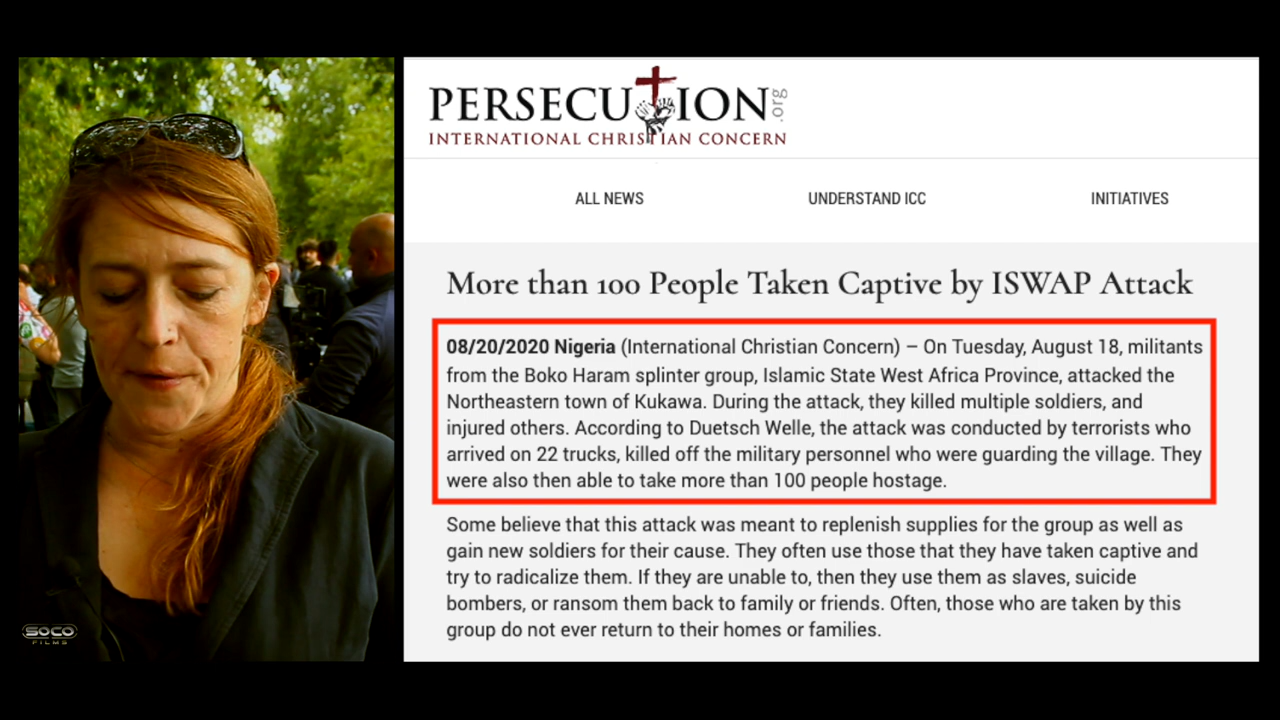 PERSECUTION.org
INTERNATIONAL CHRISTIAN CONCERN
ALL NEWS
UNDERSTAND ICC
INITIATIVES
More than 100 People Taken Captive by ISWAP Attack
08/20/2020 Nigeria (International Christian Concern) – On Tuesday, August 18, militants
from the Boko Haram splinter group, Islamic State West Africa Province, attacked the
Northeastern town of Kukawa. During the attack, they killed multiple soldiers, and
injured others. According to Duetsch Welle, the attack was conducted by terrorists who
arrived on 22 trucks, killed off the military personnel who were guarding the village. They
were also then able to take more than 100 people hostage.
Some believe that this attack was meant to replenish supplies for the group as well as
gain new soldiers for their cause. They often use those that they have taken captive and
try to radicalize them. If they are unable to, then they use them as slaves, suicide
bombers, or ransom them back to family or friends. Often, those who are taken by this
group do not ever return to their homes or families.
SOCO
FILMS